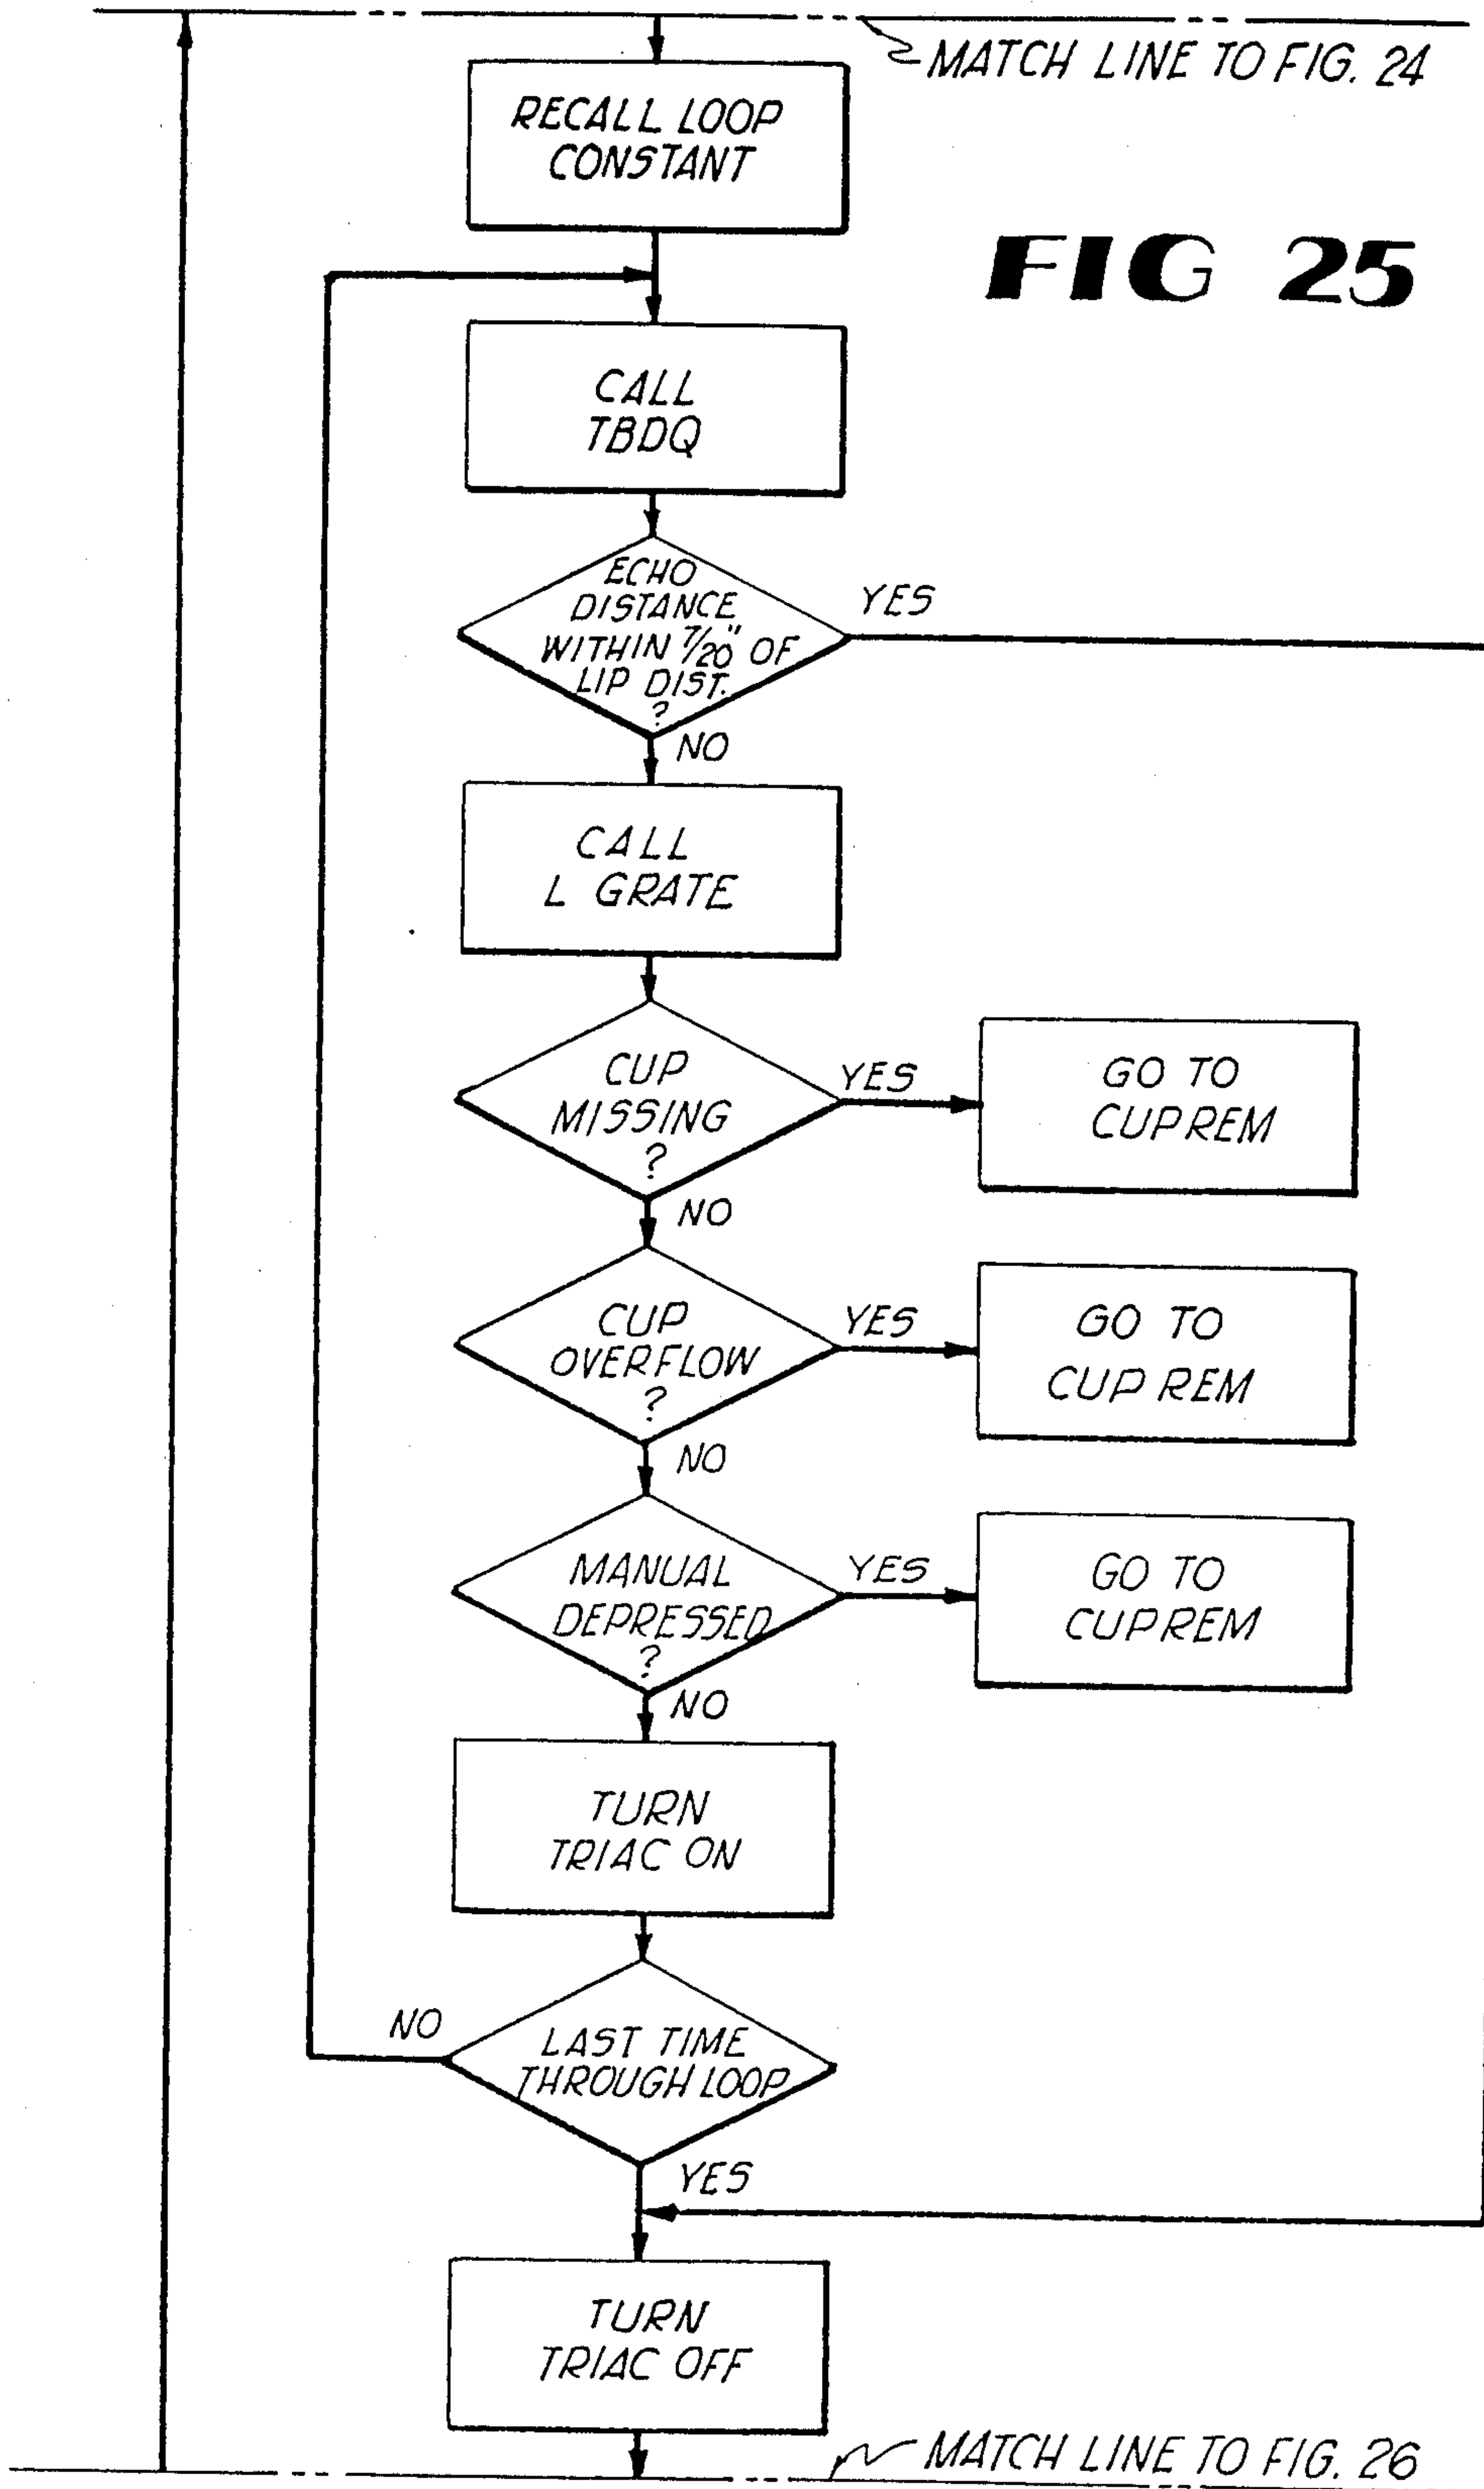 MATCH LINE TO FIG. 24
RECALL LOOP
CONSTANT
FIG 25
CALL
TBDQ
ECHO
DISTANCE
WITHIN 7/20" OF
LIP DIST.
?
YES
NO
CALL
L GRATE
CUP
MISSING
?
YES
GO TO
CUPREM
NO
CUP
OVERFLOW
?
YES
GO TO
CUP REM
NO
MANUAL
DEPRESSED
?
YES
GO TO
CUPREM
NO
TURN
TRIAC ON
NO
LAST TIME
THROUGH LOOP
YES
TURN
TRIAC OFF
MATCH LINE TO FIG. 26